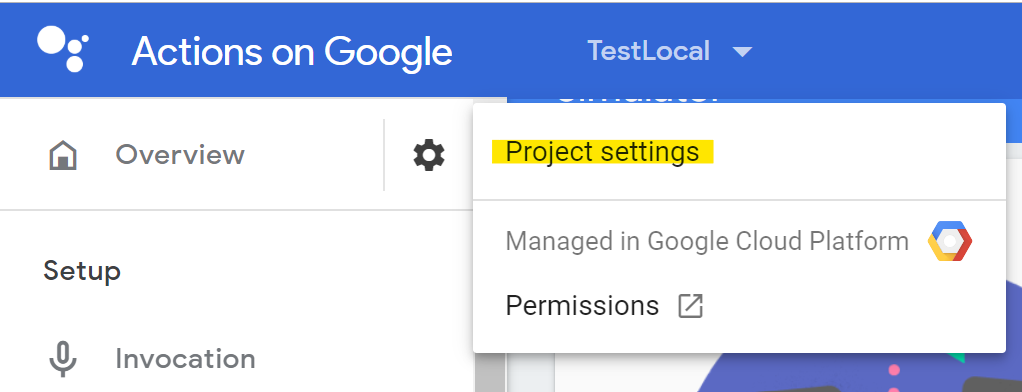 Actions on Google
TestLocal
Overview
Project settings
Managed in Google Cloud Platform
Permissions
Setup
Invocation